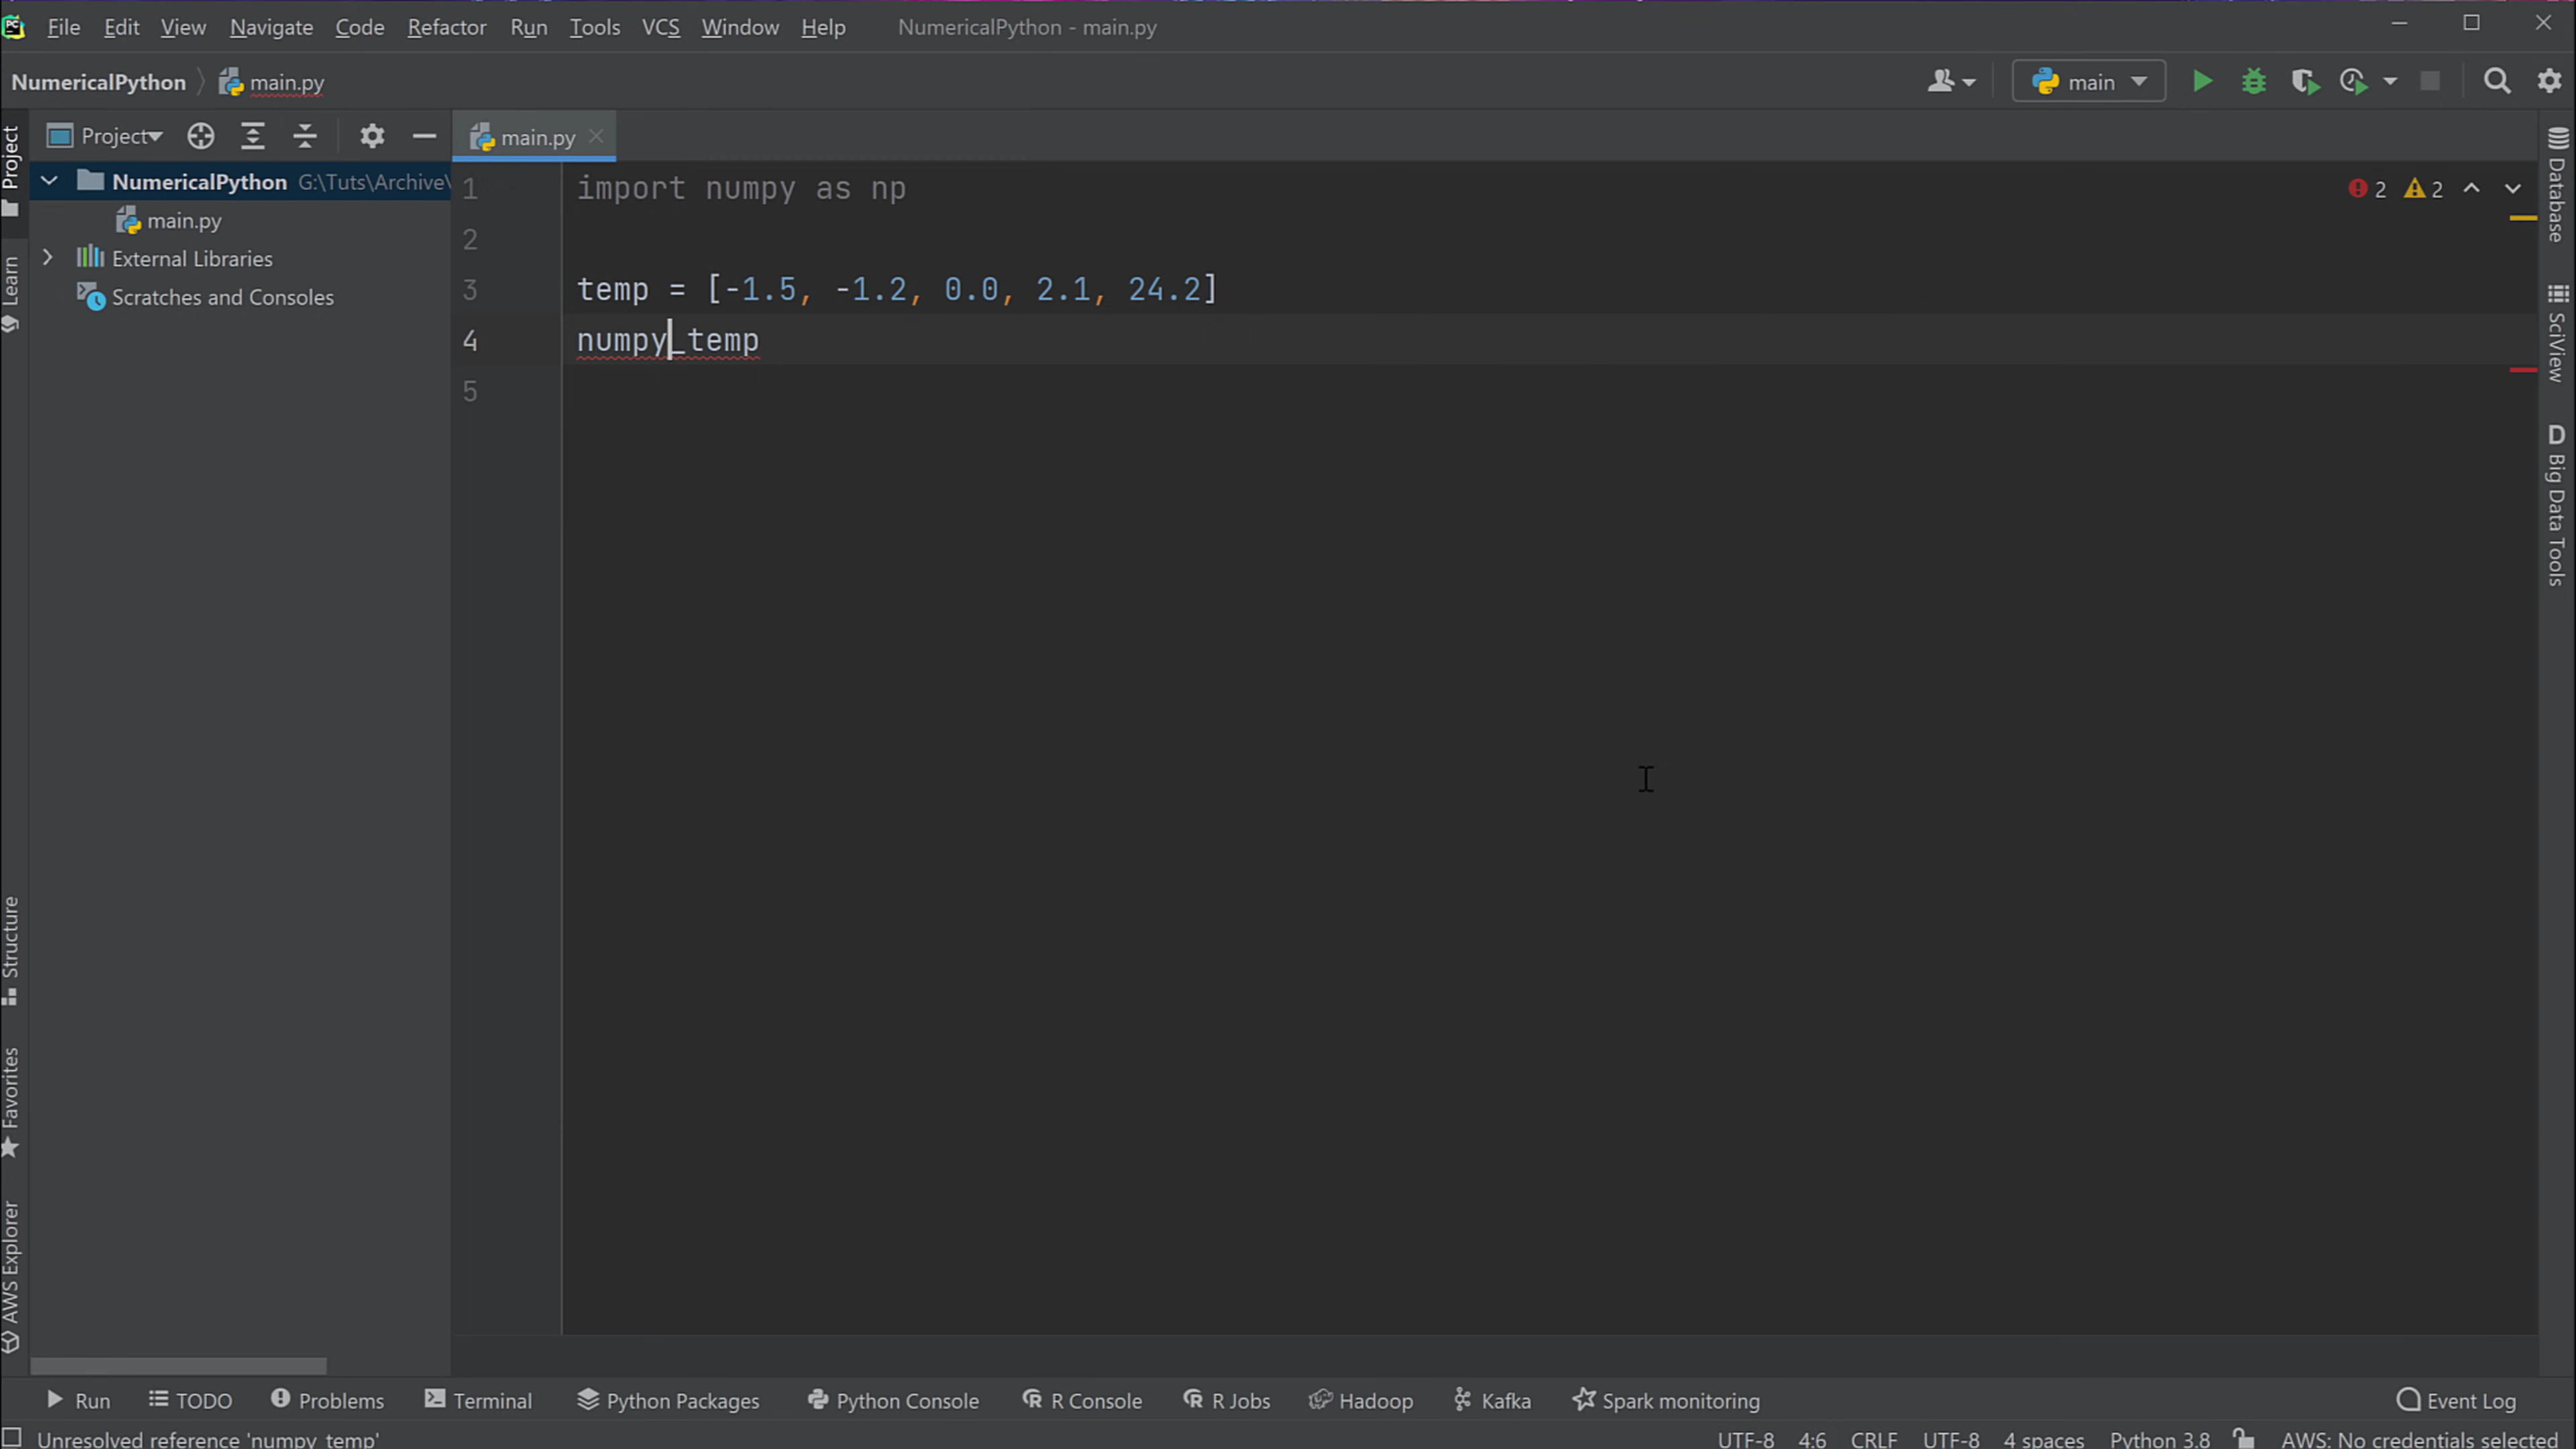 File Edit View Navigate Code Refactor Run Tools VCS Window Help NumericalPython - main.py
NumericalPython main.py main
Project main.py
NumericalPython G:\Tuts\Archive\
main.py
External Libraries
Scratches and Consoles
1 import numpy as np
2
3 temp = [-1.5, -1.2, 0.0, 2.1, 24.2]
4 numpy_temp
5
2 2
Project
Learn
Structure
Favorites
AWS Explorer
Database
SciView
D Big Data Tools
Run TODO Problems Terminal Python Packages Python Console R Console R Jobs Hadoop Kafka Spark monitoring Event Log
Unresolved reference 'numpy_temp' UTF-8 4:6 CRLF UTF-8 4 spaces Python 3.8 AWS: No credentials selected